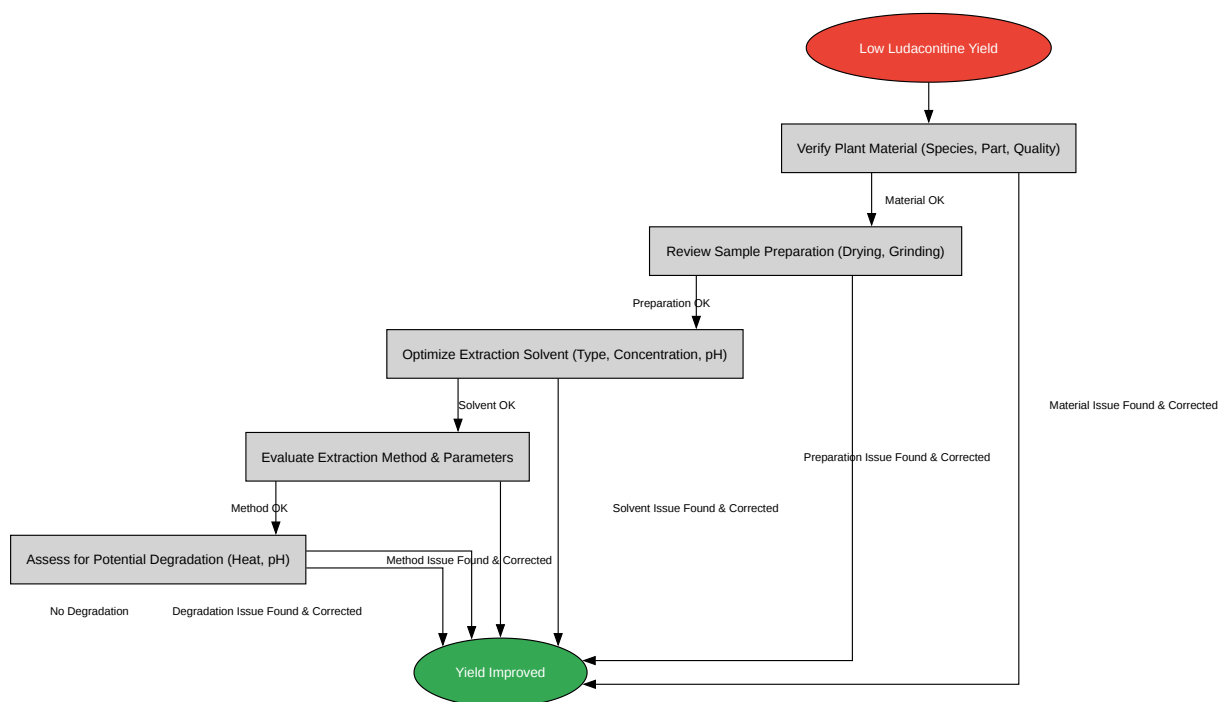 Low Ludaconitine Yield
Verify Plant Material (Species, Part, Quality)
Material OK
Review Sample Preparation (Drying, Grinding)
Preparation OK
Optimize Extraction Solvent (Type, Concentration, pH)
Solvent OK
Material Issue Found & Corrected
Evaluate Extraction Method & Parameters
Preparation Issue Found & Corrected
Method OK
Solvent Issue Found & Corrected
Assess for Potential Degradation (Heat, pH)
Method Issue Found & Corrected
No Degradation
Degradation Issue Found & Corrected
Yield Improved